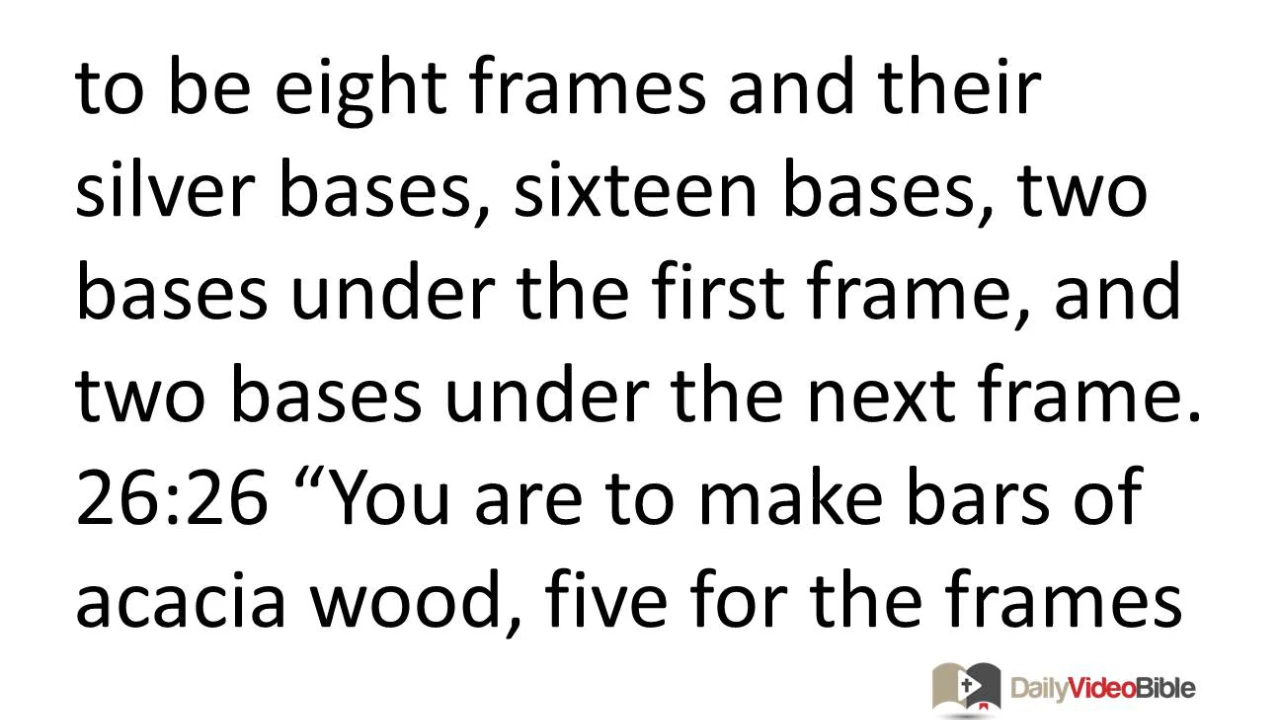 to be eight frames and their
silver bases, sixteen bases, two
bases under the first frame, and
two bases under the next frame.
26:26 “You are to make bars of
acacia wood, five for the frames
DailyVideoBible